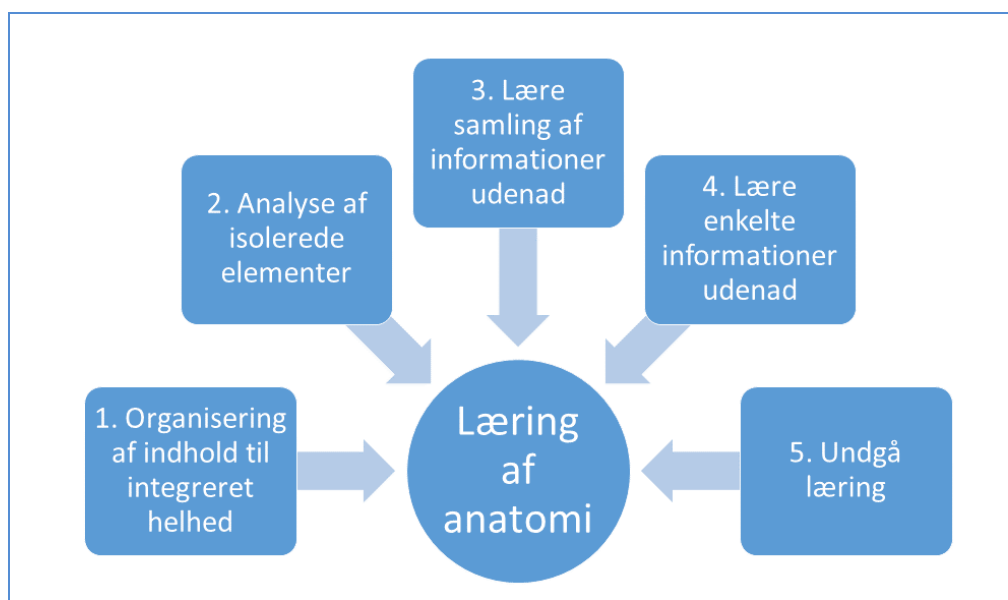 1. Organisering
af indhold til
integreret
helhed
2. Analyse af
isolerede
elementer
3. Lære
samling af
informationer
udenad
4. Lære
enkelte
informationer
udenad
5. Undgå
læring
Læring
af
anatomi